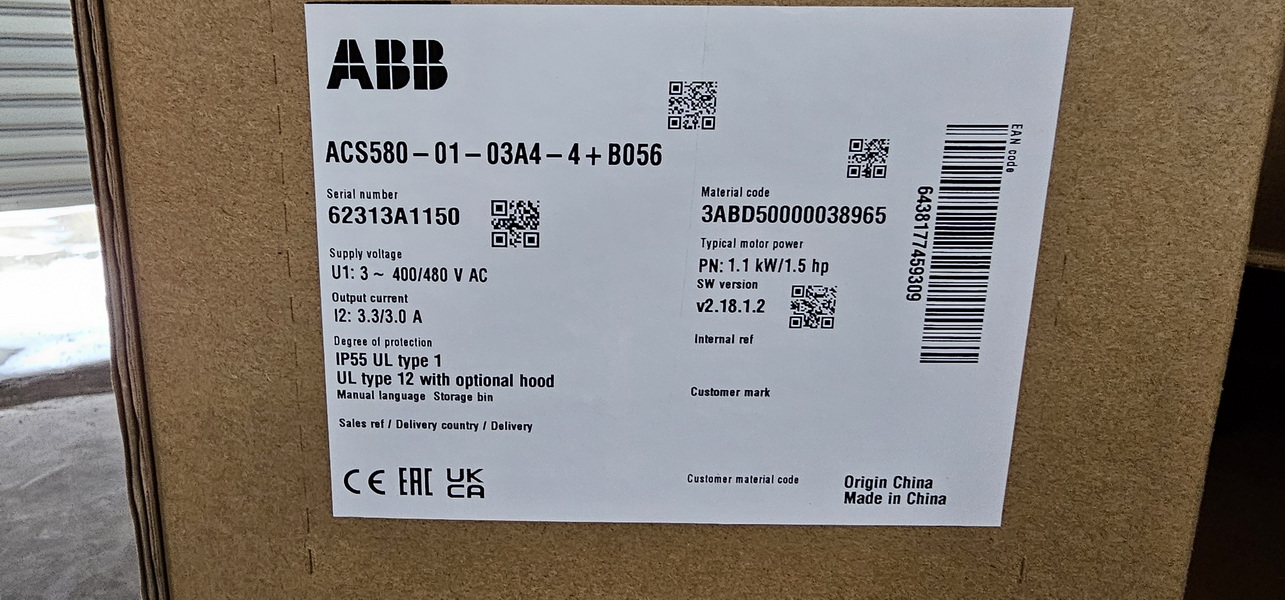 ABB
ACS580-01-03A4-4+B056
Serial number
62313A1150
Supply voltage
U1: 3~ 400/480 V AC
Output current
I2: 3.3/3.0 A
Degree of protection
IP55 UL type 1
UL type 12 with optional hood
Manual language Storage bin
Sales ref / Delivery country / Delivery
CE EAC UK CA
Material code
3ABD50000038965
Typical motor power
PN: 1.1 kW/1.5 hp
SW version
v2.18.1.2
Internal ref
Customer mark
Customer material code
Origin China
Made in China
EAN code
6438177459309